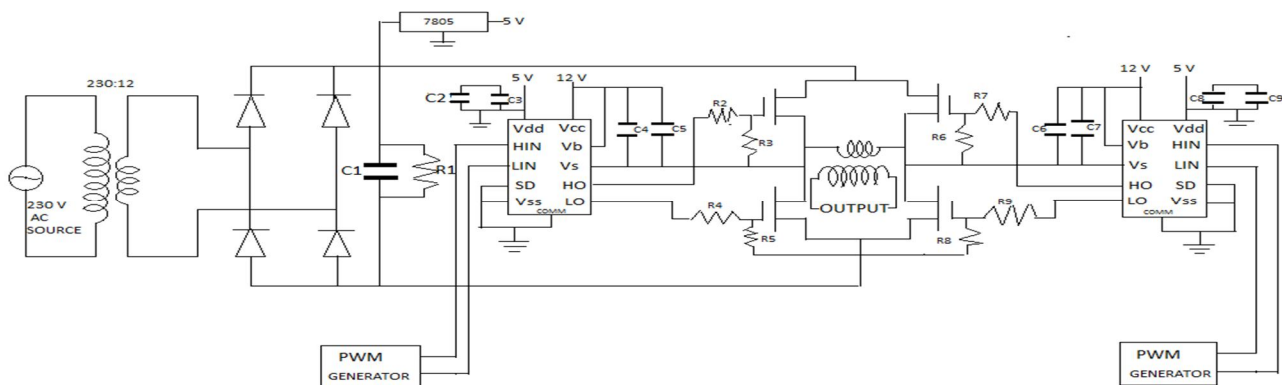 7805
5 V
230:12
230 V
AC
SOURCE
C1
R1
5 V
12 V
C2
C3
Vdd
Vcc
HIN
Vb
LIN
Vs
SD
HO
Vss
LO
COMM
C4
C5
R2
R3
R4
R5
OUTPUT
R7
R6
R9
R8
C6
C7
12 V
5 V
C8
C9
Vcc
Vdd
Vb
HIN
Vs
LIN
HO
SD
LO
Vss
COMM
PWM
GENERATOR
PWM
GENERATOR